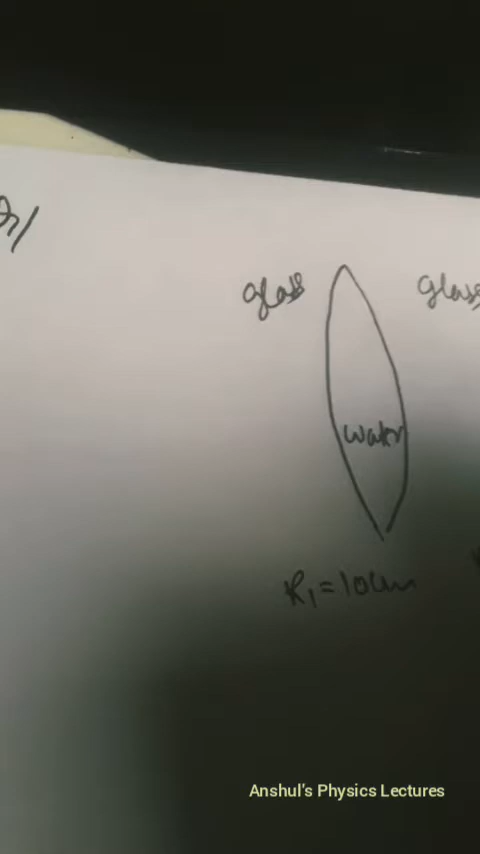 glass glass
water
R₁ = 10cm
Anshul's Physics Lectures